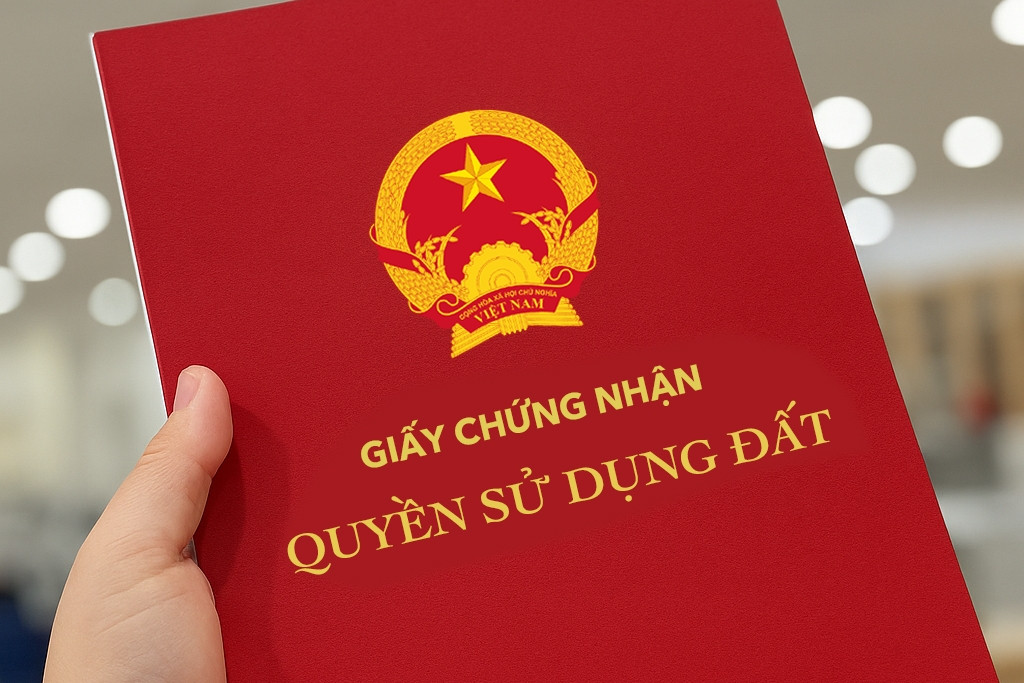 CỘNG HÒA XÃ HỘI CHỦ NGHĨA
VIỆT NAM
GIẤY CHỨNG NHẬN
QUYỀN SỬ DỤNG ĐẤT